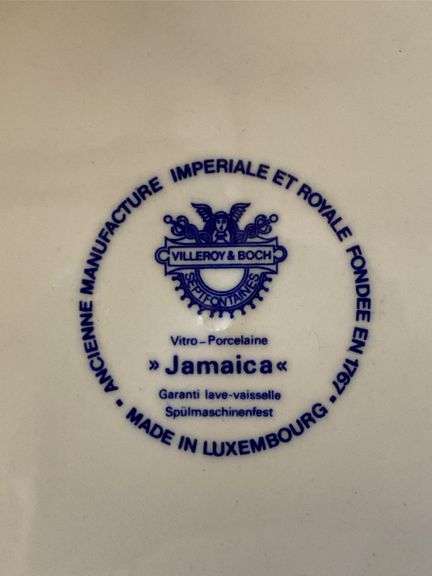 ANCIENNE MANUFACTURE IMPERIALE ET ROYALE FONDEE EN 1767
VILLEROY & BOCH
SEPTFONTAINES
Vitro-Porcelaine
»Jamaica«
Garanti lave-vaisselle
Spülmaschinenfest
MADE IN LUXEMBOURG